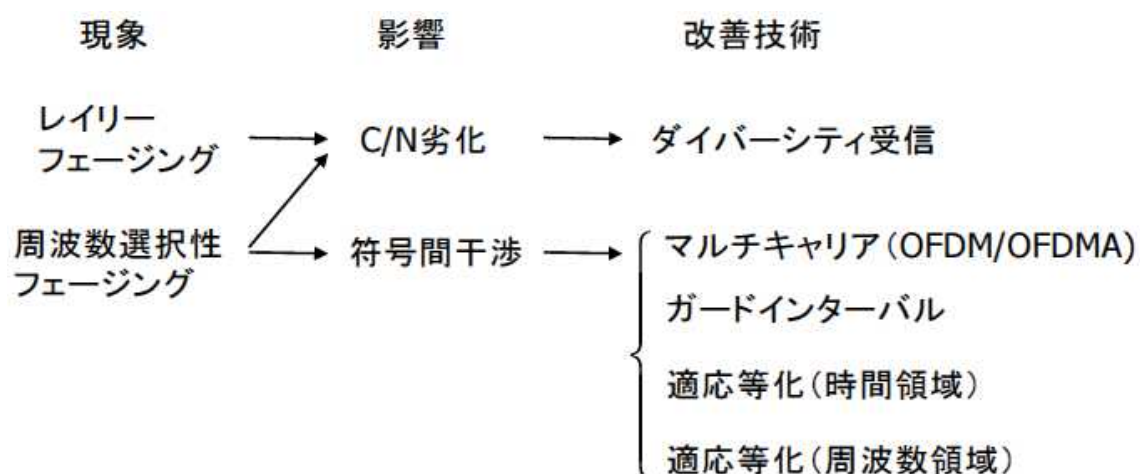 現象 影響 改善技術
レイリー
フェージング
C/N劣化
ダイバーシティ受信
周波数選択性
フェージング
符号間干渉
マルチキャリア(OFDM/OFDMA)
ガードインターバル
適応等化(時間領域)
適応等化(周波数領域)